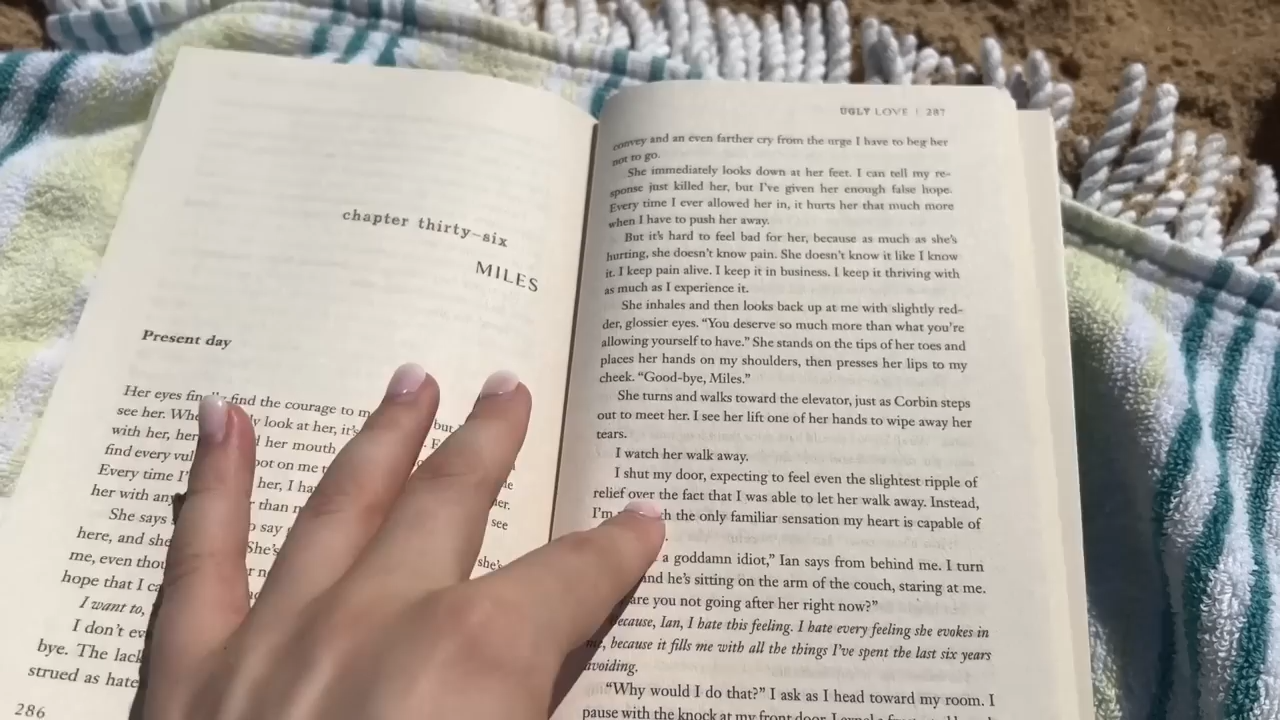 chapter thirty-six
MILES
Present day
Her eyes finally find the courage to m but
see her. Whe ly look at her, it's
with her, her d her mouth
find every vul oot on me
Every time I' her, I ha
her with any r than n her.
She says o say see
here, and she She's she's
me, even thou
hope that I ca
I want to,
I don't ev
bye. The lack
strued as hate
286
UGLY LOVE | 287
convey and an even farther cry from the urge I have to beg her
not to go.
She immediately looks down at her feet. I can tell my re-
sponse just killed her, but I've given her enough false hope.
Every time I ever allowed her in, it hurts her that much more
when I have to push her away.
But it's hard to feel bad for her, because as much as she's
hurting, she doesn't know pain. She doesn't know it like I know
it. I keep pain alive. I keep it in business. I keep it thriving with
as much as I experience it.
She inhales and then looks back up at me with slightly red-
der, glossier eyes. "You deserve so much more than what you're
allowing yourself to have." She stands on the tips of her toes and
places her hands on my shoulders, then presses her lips to my
cheek. "Good-bye, Miles."
She turns and walks toward the elevator, just as Corbin steps
out to meet her. I see her lift one of her hands to wipe away her
tears.
I watch her walk away.
I shut my door, expecting to feel even the slightest ripple of
relief over the fact that I was able to let her walk away. Instead,
I'm the only familiar sensation my heart is capable of
a goddamn idiot," Ian says from behind me. I turn
and he's sitting on the arm of the couch, staring at me.
are you not going after her right now?"
Because, Ian, I hate this feeling. I hate every feeling she evokes in
me, because it fills me with all the things I've spent the last six years
avoiding.
"Why would I do that?" I ask as I head toward my room. I
pause with the knock at my front door. I